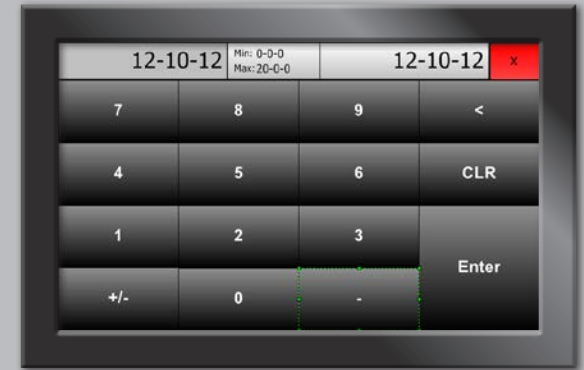 12-10-12 Min: 0-0-0 12-10-12 x
Max: 20-0-0
7 8 9 <
4 5 6 CLR
1 2 3
Enter
+/- 0 -